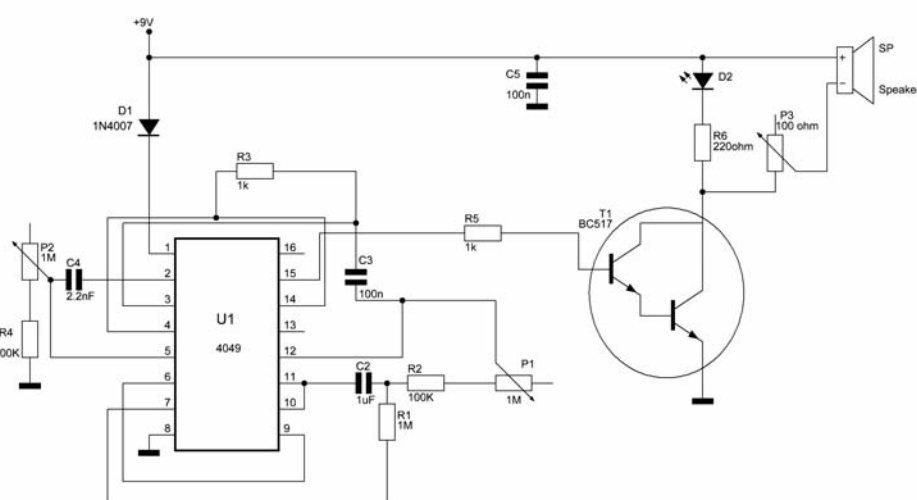 +9V
SP
Speake
C5
100n
D2
D1
1N4007
P3
100 ohm
R6
220ohm
R3
1k
T1
BC517
R5
1k
P2
1M
C4
2.2nF
C3
100n
1
2
3
4
5
6
7
8
16
15
14
13
12
11
10
9
U1
4049
R4
00K
C2
1uF
R2
100K
P1
1M
R1
1M